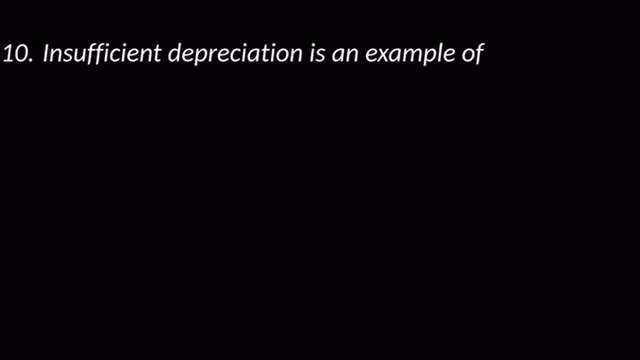 10. Insufficient depreciation is an example of